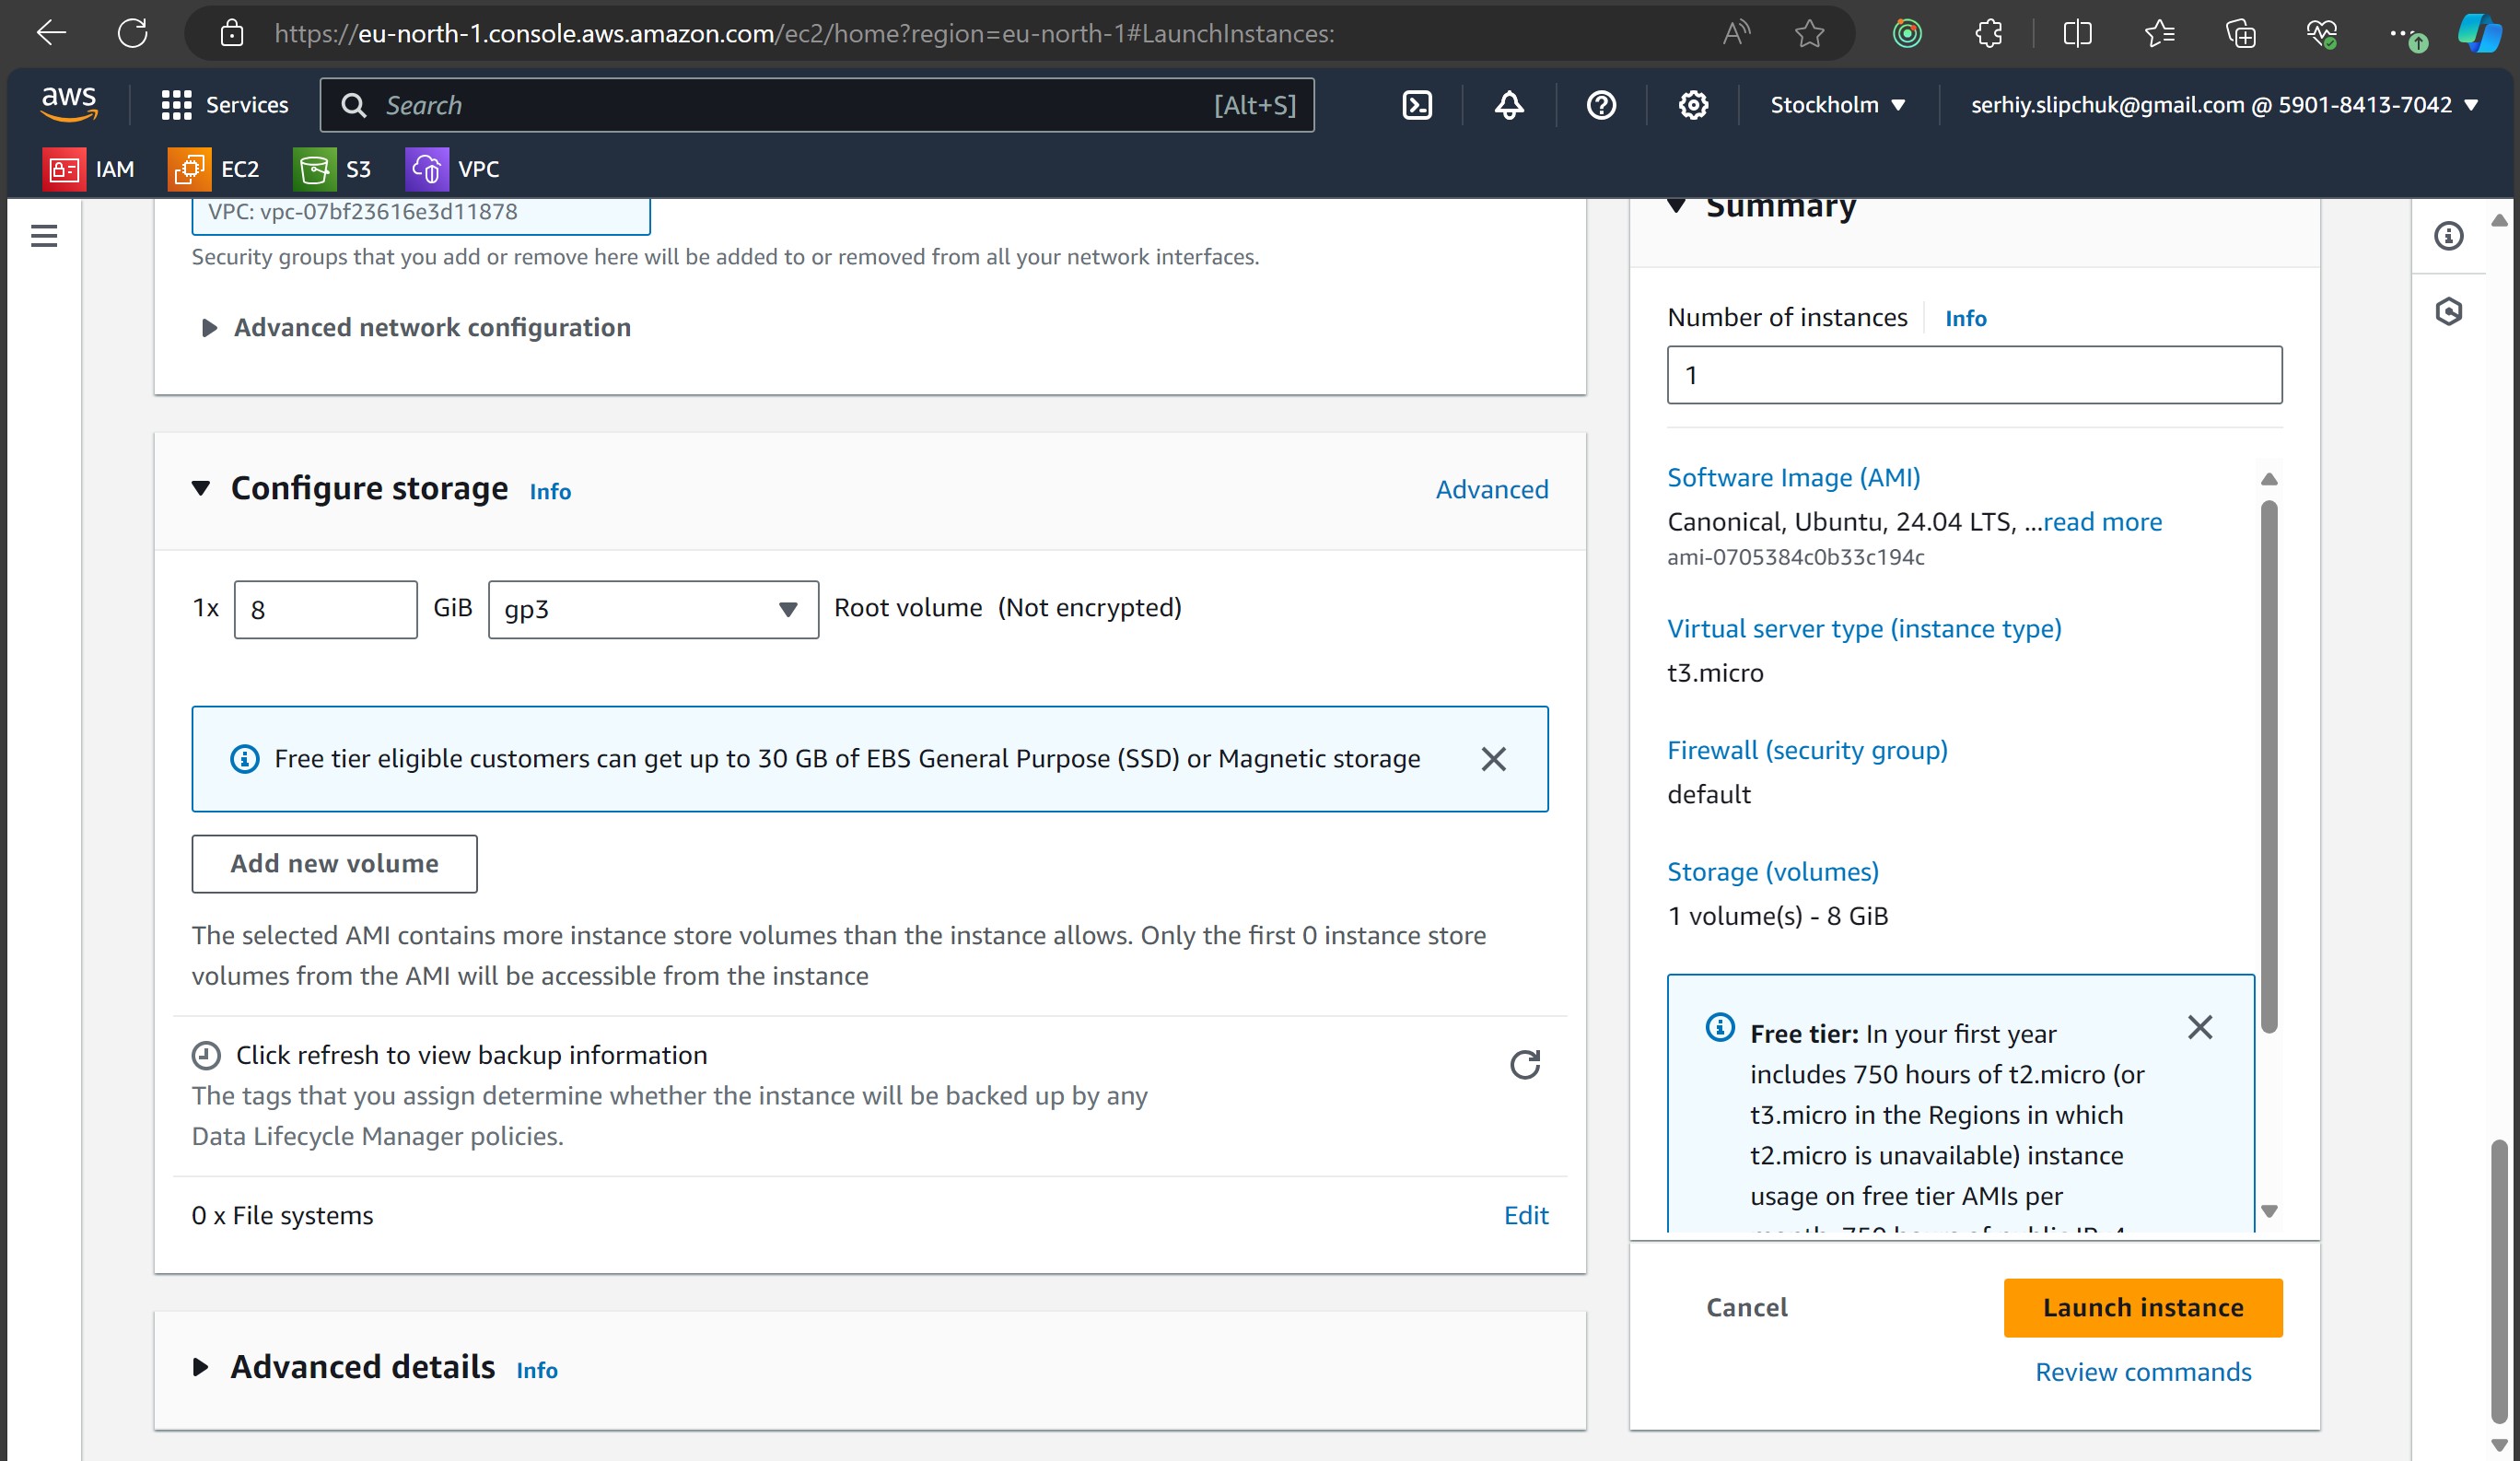 https://eu-north-1.console.aws.amazon.com/ec2/home?region=eu-north-1#LaunchInstances:
aws
Services
Search
[Alt+S]
Stockholm
serhiy.slipchuk@gmail.com @ 5901-8413-7042
IAM
EC2
S3
VPC
VPC: vpc-07bf23616e3d11878
Security groups that you add or remove here will be added to or removed from all your network interfaces.
Advanced network configuration
Configure storage Info
Advanced
1x 8 GiB gp3 Root volume (Not encrypted)
Free tier eligible customers can get up to 30 GB of EBS General Purpose (SSD) or Magnetic storage
Add new volume
The selected AMI contains more instance store volumes than the instance allows. Only the first 0 instance store
volumes from the AMI will be accessible from the instance
Click refresh to view backup information
The tags that you assign determine whether the instance will be backed up by any
Data Lifecycle Manager policies.
0 x File systems
Edit
Advanced details Info
Summary
Number of instances Info
1
Software Image (AMI)
Canonical, Ubuntu, 24.04 LTS, ...read more
ami-0705384c0b33c194c
Virtual server type (instance type)
t3.micro
Firewall (security group)
default
Storage (volumes)
1 volume(s) - 8 GiB
Free tier: In your first year
includes 750 hours of t2.micro (or
t3.micro in the Regions in which
t2.micro is unavailable) instance
usage on free tier AMIs per
month, 750 hours of public IPv4
Cancel
Launch instance
Review commands